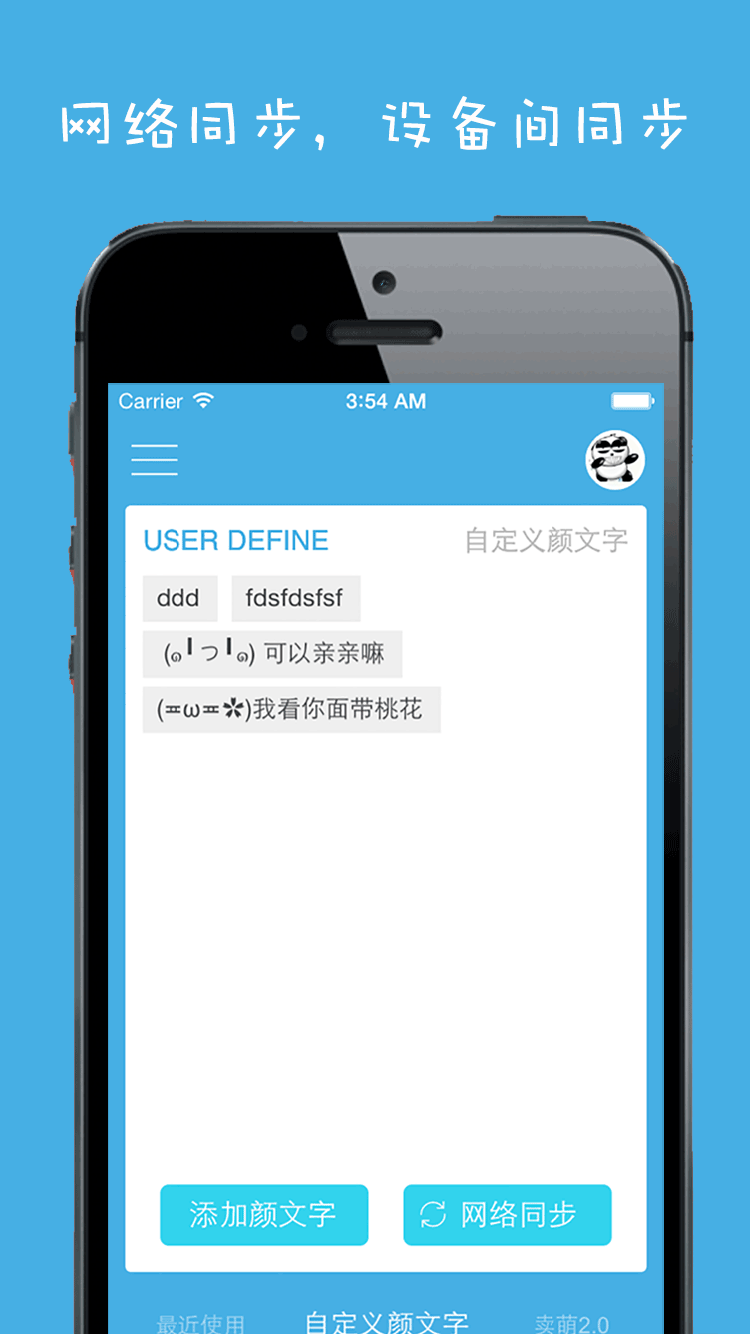 网络同步，设备间同步
Carrier 3:54 AM
USER DEFINE 自定义颜文字
ddd fdsfdsfsf
(๑╹つ╹๑) 可以亲亲嘛
(≖ω≖✲)我看你面带桃花
添加颜文字 网络同步
最近使用 自定义颜文字 卖萌2.0